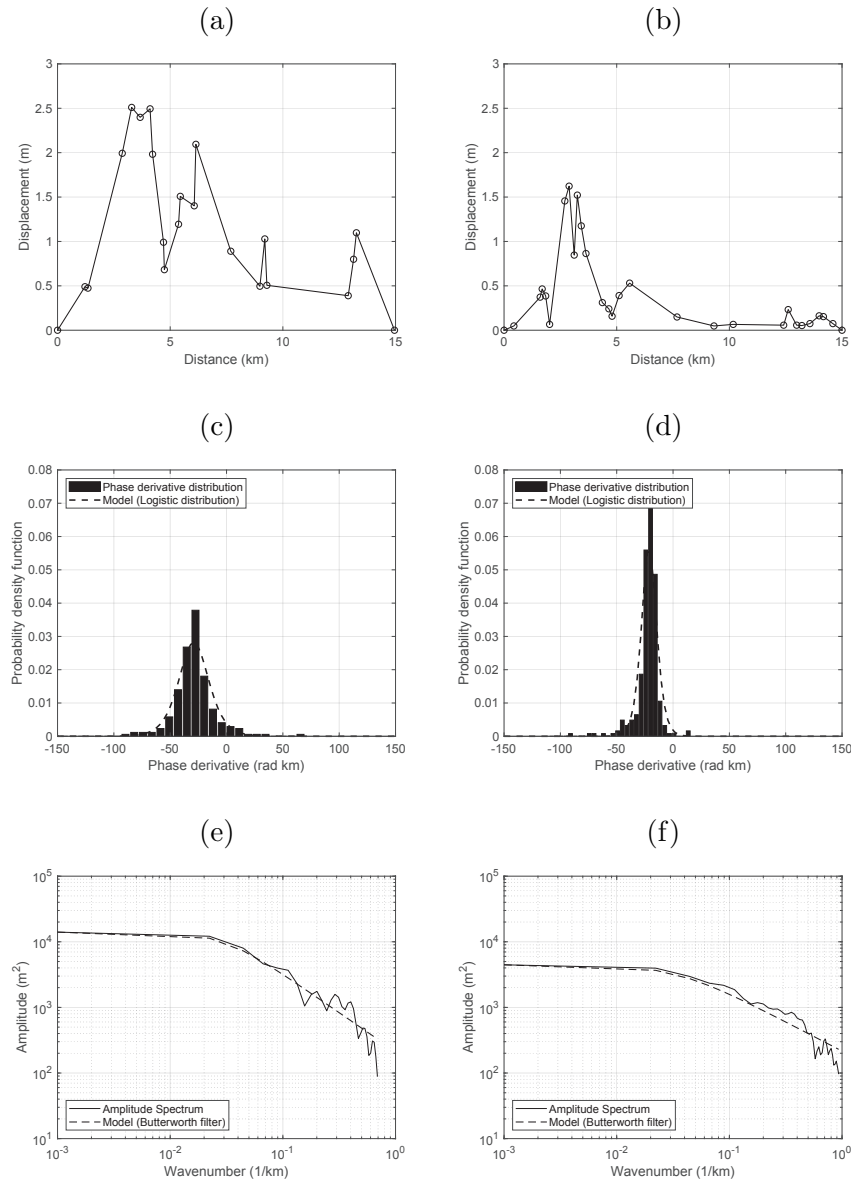 (a)
3
2.5
2
1.5
1
0.5
0
Displacement (m)
0 5 10 15
Distance (km)
(b)
3
2.5
2
1.5
1
0.5
0
Displacement (m)
0 5 10 15
Distance (km)
(c)
0.08
0.07
0.06
0.05
0.04
0.03
0.02
0.01
0
Probability density function
Phase derivative distribution
Model (Logistic distribution)
-150 -100 -50 0 50 100 150
Phase derivative (rad km)
(d)
0.08
0.07
0.06
0.05
0.04
0.03
0.02
0.01
0
Probability density function
Phase derivative distribution
Model (Logistic distribution)
-150 -100 -50 0 50 100 150
Phase derivative (rad km)
(e)
10^5
10^4
10^3
10^2
10^1
Amplitude (m²)
Amplitude Spectrum
Model (Butterworth filter)
10^-3 10^-2 10^-1 10^0
Wavenumber (1/km)
(f)
10^5
10^4
10^3
10^2
10^1
Amplitude (m²)
Amplitude Spectrum
Model (Butterworth filter)
10^-3 10^-2 10^-1 10^0
Wavenumber (1/km)